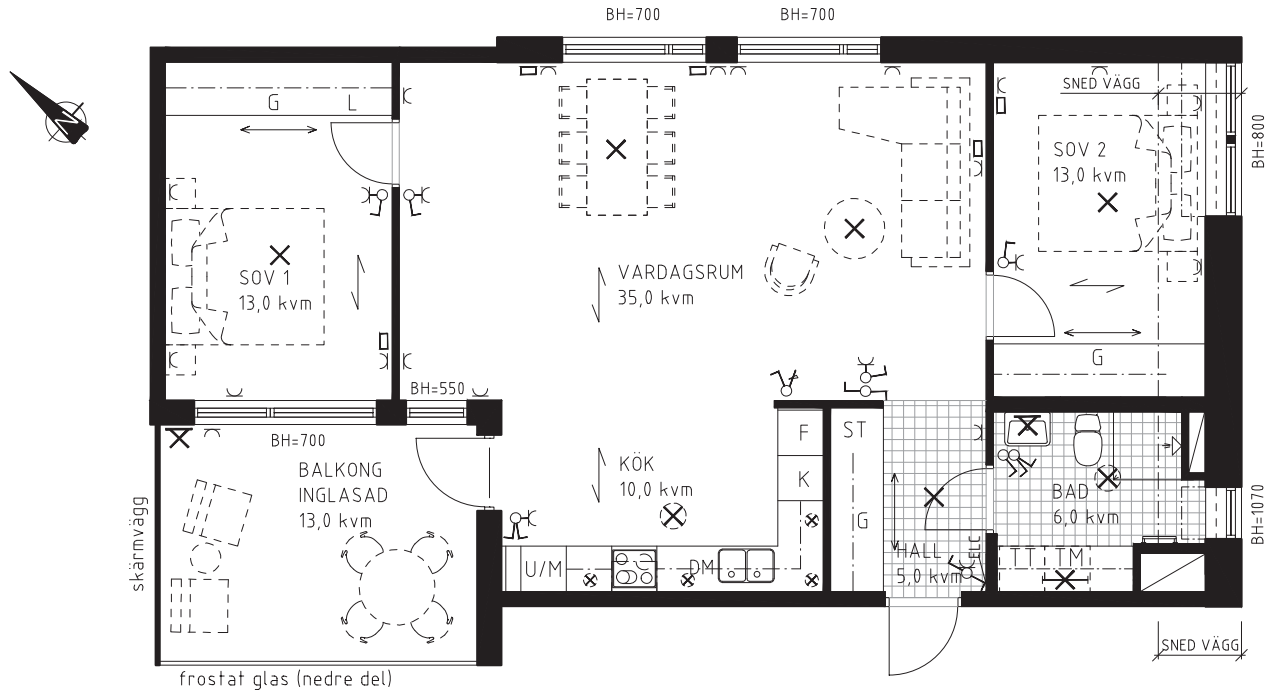 BH=700
BH=700
SNED VÄGG
N
G
L
BH=800
SOV 2
13,0 kvm
SOV 1
13,0 kvm
VARDAGSRUM
35,0 kvm
G
BH=550
BH=700
F
ST
BALKONG
INGLASAD
13,0 kvm
KÖK
10,0 kvm
K
BAD
6,0 kvm
BH=1070
skärmvägg
G
HALL
5,0 kvm
ELC
U/M
DM
TT
TM
SNED VÄGG
frostat glas (nedre del)